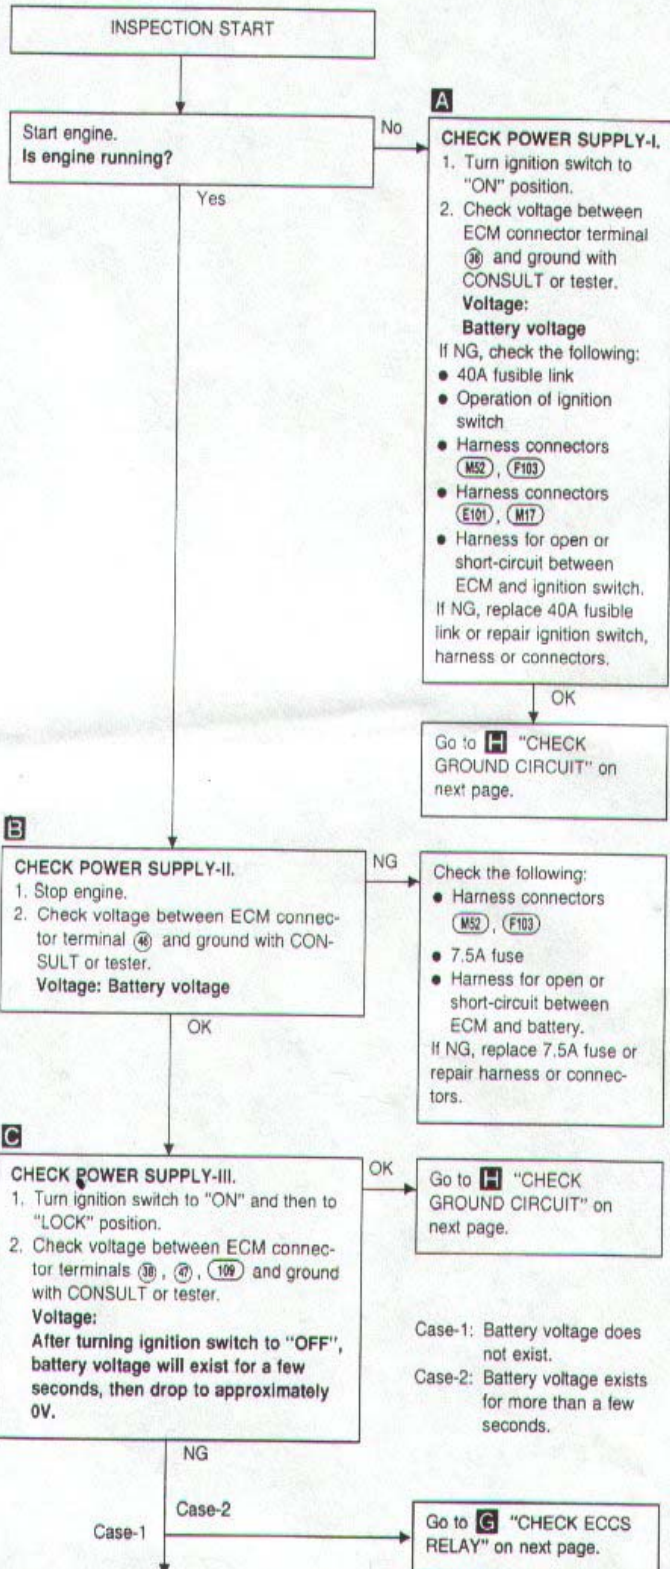 INSPECTION START
Start engine.
Is engine running?
No
Yes
A
CHECK POWER SUPPLY-I.
1. Turn ignition switch to
"ON" position.
2. Check voltage between
ECM connector terminal
36 and ground with
CONSULT or tester.
Voltage:
Battery voltage
If NG, check the following:
● 40A fusible link
● Operation of ignition
switch
● Harness connectors
M52, F103
● Harness connectors
E101, M17
● Harness for open or
short-circuit between
ECM and ignition switch.
If NG, replace 40A fusible
link or repair ignition switch,
harness or connectors.
OK
Go to H "CHECK
GROUND CIRCUIT" on
next page.
B
CHECK POWER SUPPLY-II.
1. Stop engine.
2. Check voltage between ECM connec-
tor terminal 46 and ground with CON-
SULT or tester.
Voltage: Battery voltage
NG
OK
Check the following:
● Harness connectors
M52, F103
● 7.5A fuse
● Harness for open or
short-circuit between
ECM and battery.
If NG, replace 7.5A fuse or
repair harness or connec-
tors.
C
CHECK POWER SUPPLY-III.
1. Turn ignition switch to "ON" and then to
"LOCK" position.
2. Check voltage between ECM connec-
tor terminals 38, 47, 109 and ground
with CONSULT or tester.
Voltage:
After turning ignition switch to "OFF",
battery voltage will exist for a few
seconds, then drop to approximately
0V.
OK
Go to H "CHECK
GROUND CIRCUIT" on
next page.
Case-1: Battery voltage does
not exist.
Case-2: Battery voltage exists
for more than a few
seconds.
NG
Case-2
Case-1
Go to G "CHECK ECCS
RELAY" on next page.